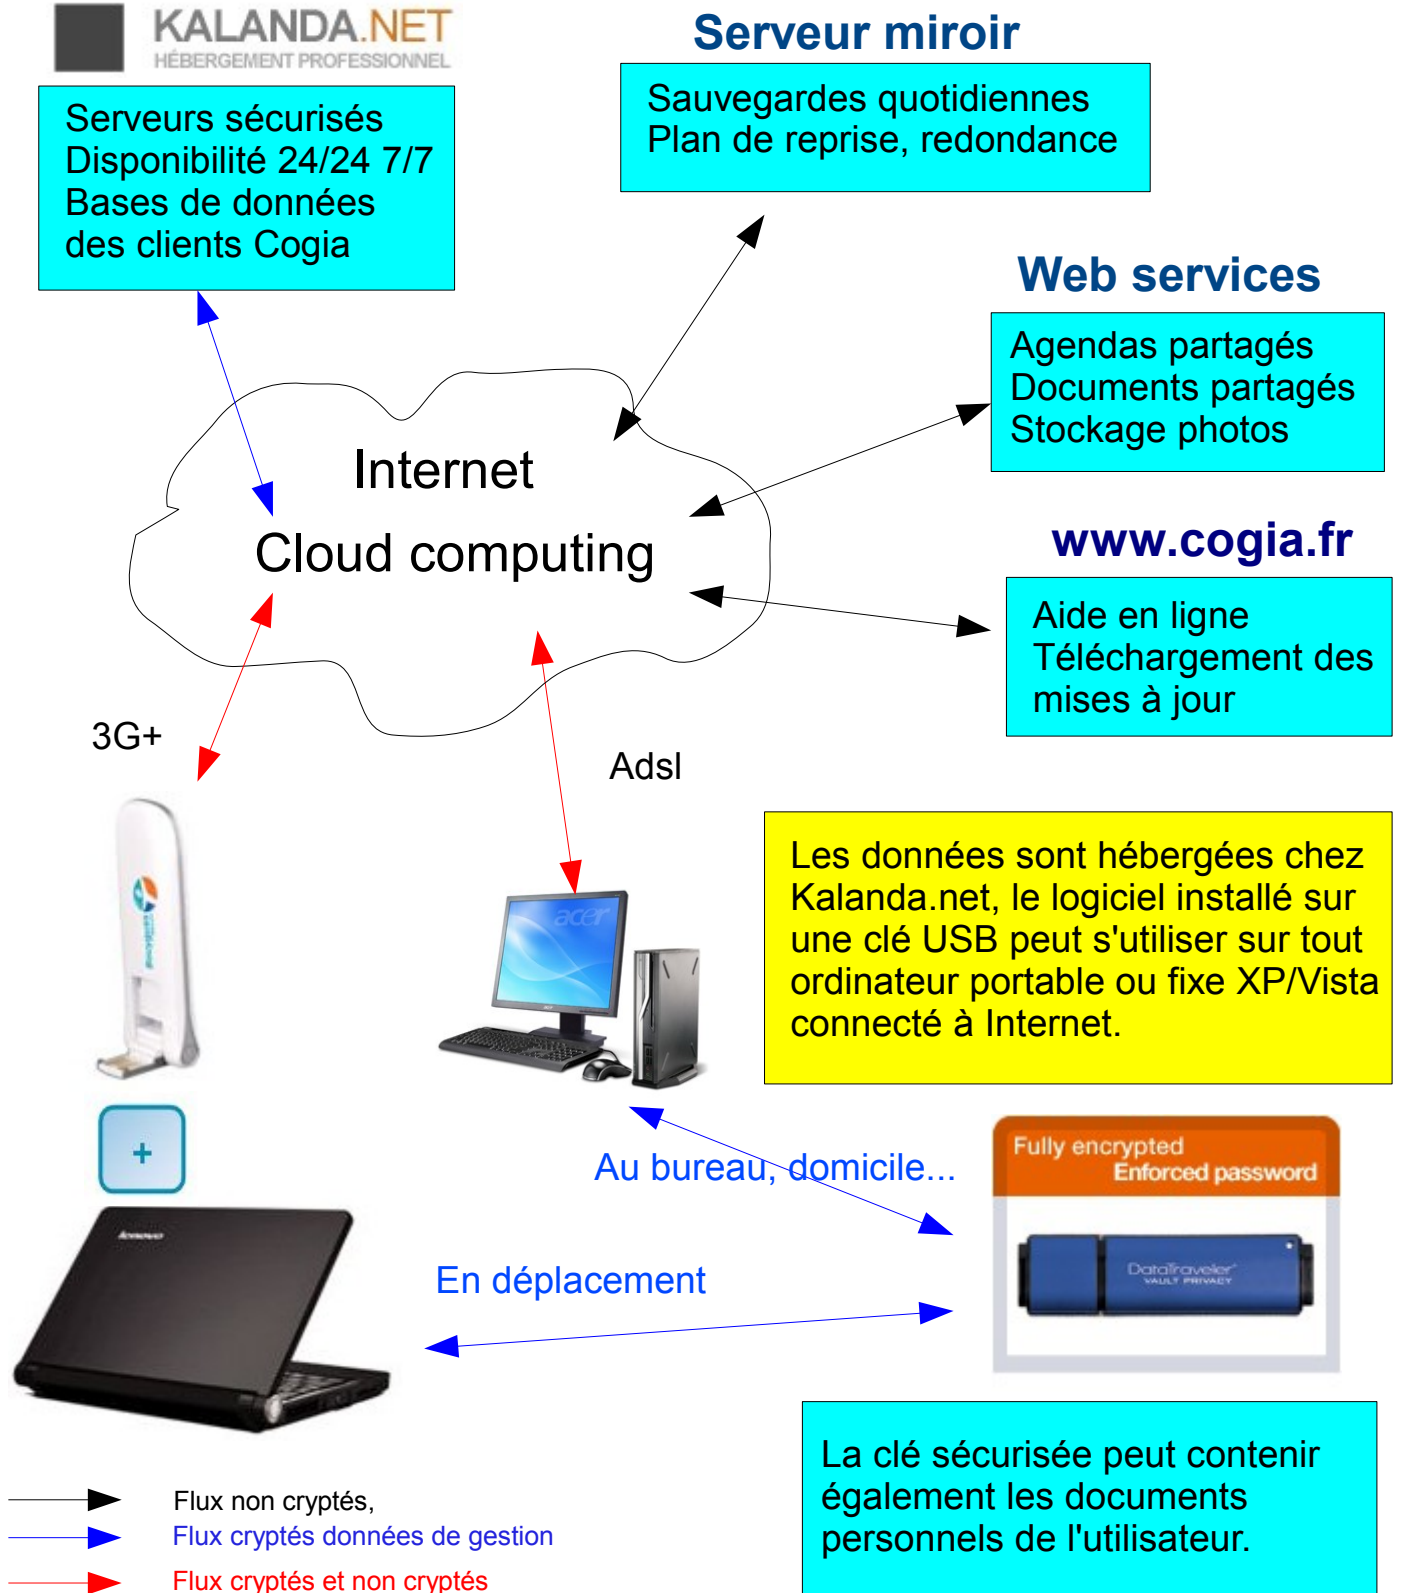 KALANDA.NET
HÉBERGEMENT PROFESSIONNEL
Serveurs sécurisés
Disponibilité 24/24 7/7
Bases de données
des clients Cogia
Serveur miroir
Sauvegardes quotidiennes
Plan de reprise, redondance
Web services
Agendas partagés
Documents partagés
Stockage photos
Internet
Cloud computing
www.cogia.fr
Aide en ligne
Téléchargement des
mises à jour
3G+
Adsl
acer
Les données sont hébergées chez
Kalanda.net, le logiciel installé sur
une clé USB peut s'utiliser sur tout
ordinateur portable ou fixe XP/Vista
connecté à Internet.
+
Au bureau, domicile...
Fully encrypted
Enforced password
DataTraveler
VAULT PRIVACY
lenovo
En déplacement
La clé sécurisée peut contenir
également les documents
personnels de l'utilisateur.
Flux non cryptés,
Flux cryptés données de gestion
Flux cryptés et non cryptés